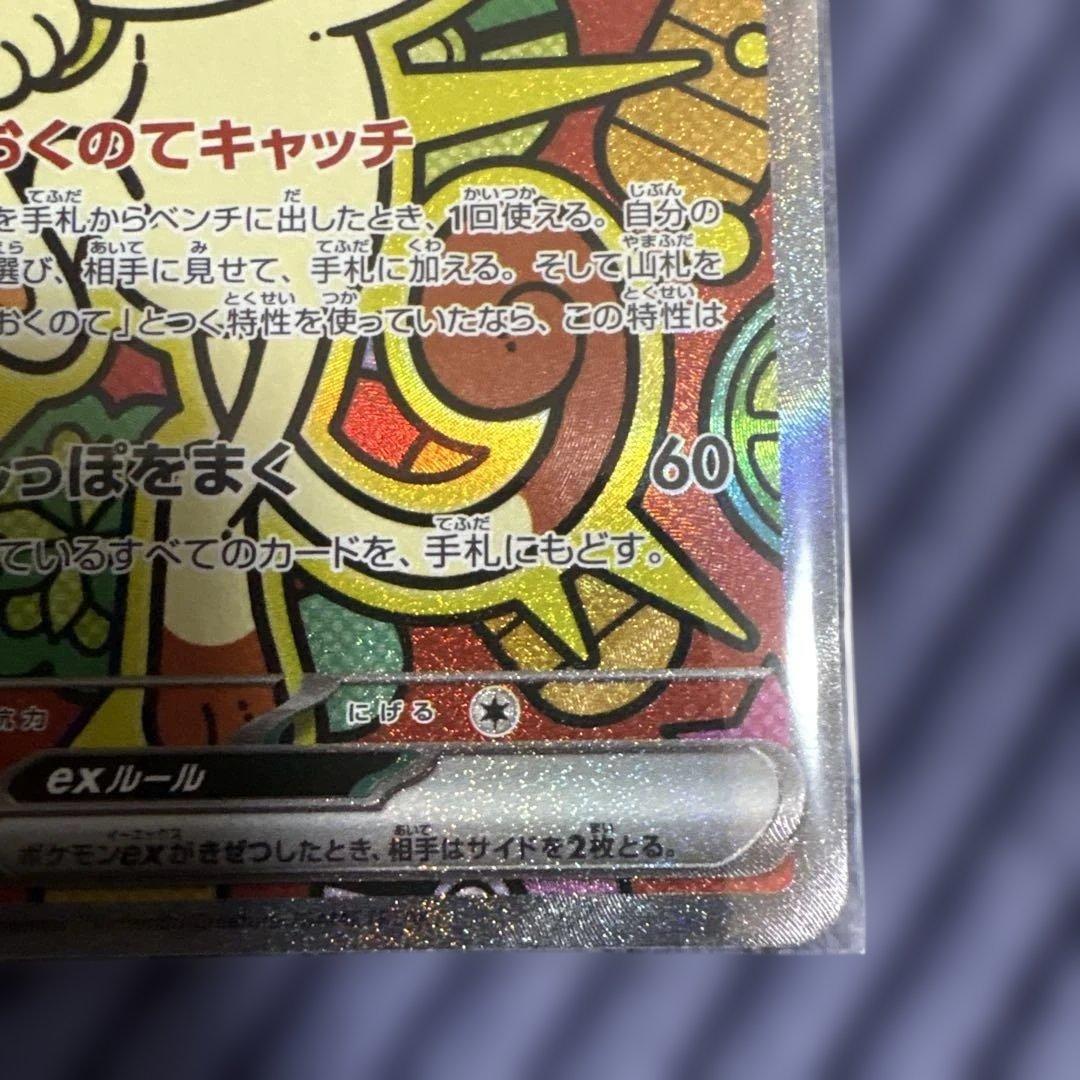 おくのてキャッチ
を手札からベンチに出したとき、1回使える。自分の
選び、相手に見せて、手札に加える。そして山札を
おくのて」とつく特性を使っていたなら、この特性は
しっぽをまく 60
ているすべてのカードを、手札にもどす。
抗力 にげる
exルール
ポケモンexがきぜつしたとき、相手はサイドを2枚とる。